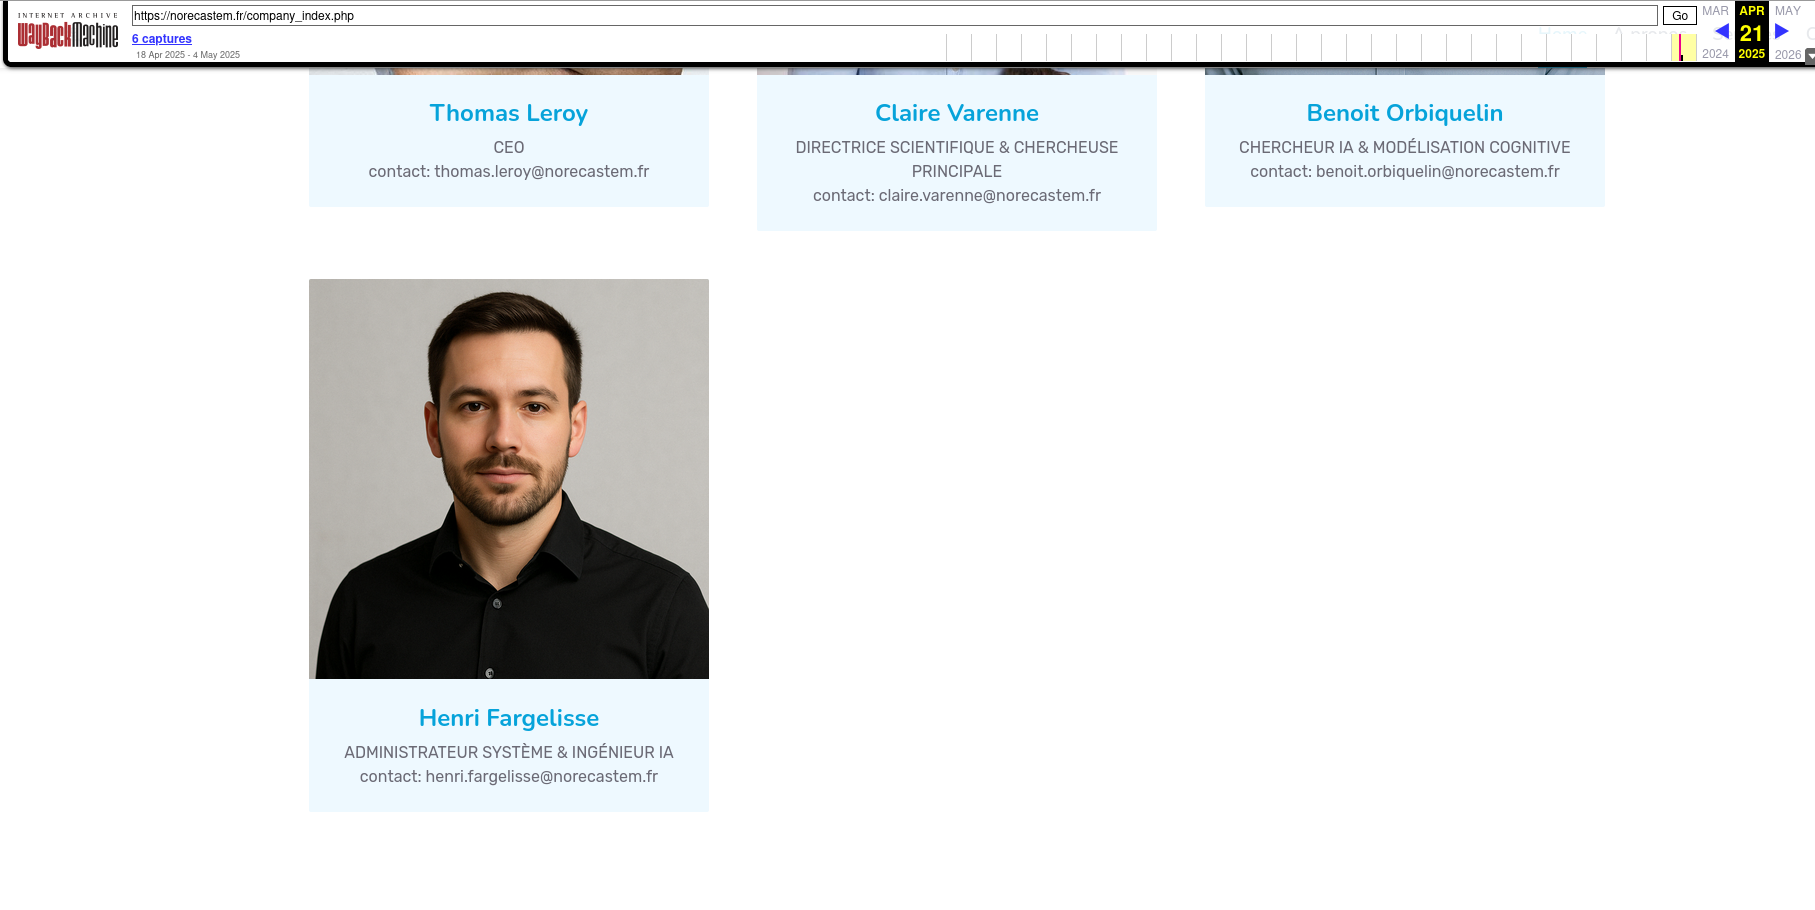 INTERNET ARCHIVE
WayBackMachine
https://norecastem.fr/company_index.php
Go
MAR
APR
MAY
6 captures
21
18 Apr 2025 - 4 May 2025
2024
2025
2026
Thomas Leroy
CEO
contact: thomas.leroy@norecastem.fr
Claire Varenne
DIRECTRICE SCIENTIFIQUE & CHERCHEUSE
PRINCIPALE
contact: claire.varenne@norecastem.fr
Benoit Orbiquelin
CHERCHEUR IA & MODÉLISATION COGNITIVE
contact: benoit.orbiquelin@norecastem.fr
Henri Fargelisse
ADMINISTRATEUR SYSTÈME & INGÉNIEUR IA
contact: henri.fargelisse@norecastem.fr